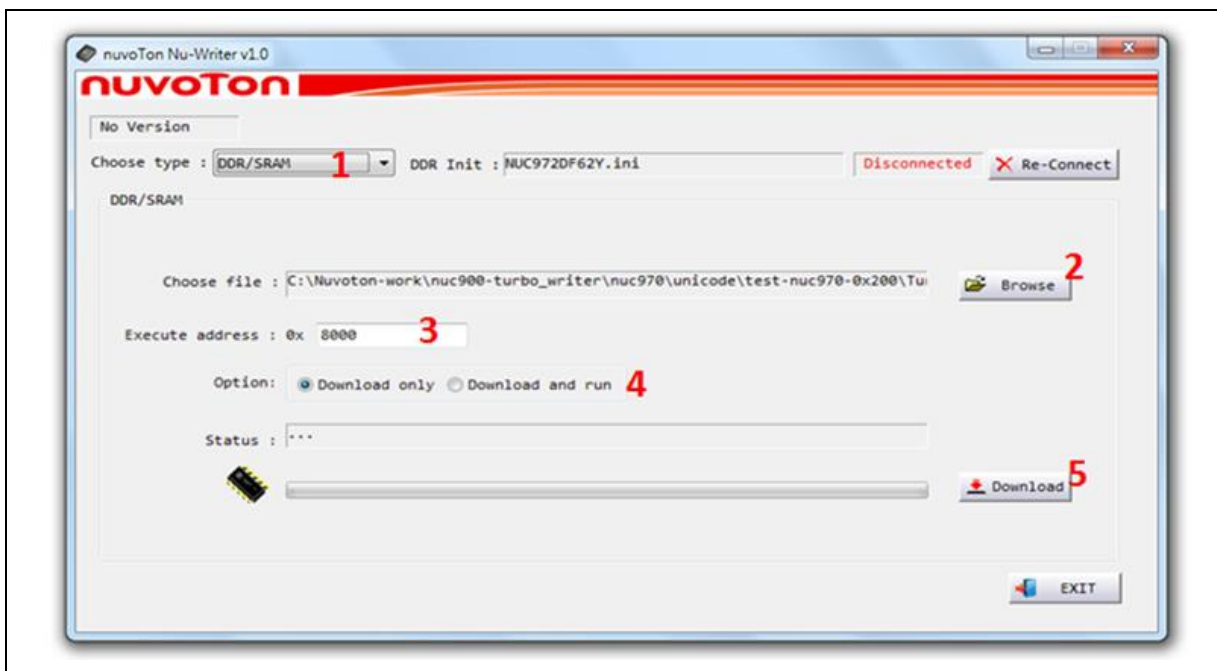 nuvoTon Nu-Writer v1.0
nuvoTon
No Version
Choose type : DDR/SRAM 1 DDR Init : NUC972DF62Y.ini Disconnected Re-Connect
DDR/SRAM
2
Choose file : C:\Nuvoton-work\nuc900-turbo_writer\nuc970\unicode\test-nuc970-0x200\Tu Browse
Execute address : 0x 8000 3
Option: Download only Download and run 4
Status : ...
5
Download
EXIT